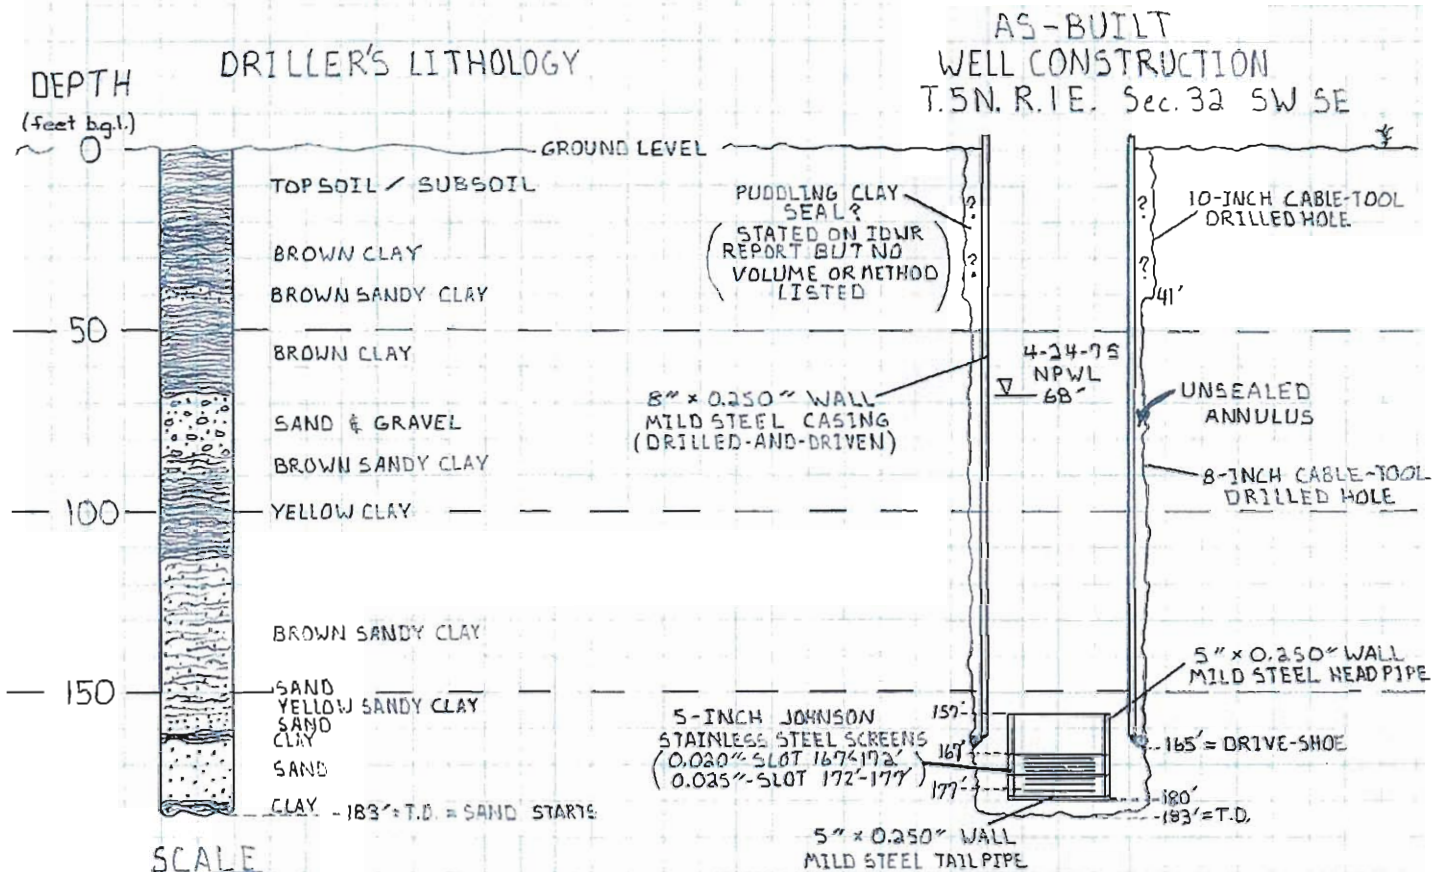 DRILLER'S LITHOLOGY
DEPTH
(feet b.g.l.)
0
50
100
150
GROUND LEVEL
TOPSOIL / SUBSOIL
BROWN CLAY
BROWN SANDY CLAY
BROWN CLAY
SAND & GRAVEL
BROWN SANDY CLAY
YELLOW CLAY
BROWN SANDY CLAY
SAND
YELLOW SANDY CLAY
SAND
CLAY
SAND
CLAY - 183' = T.D. = SAND STARTS
SCALE
AS-BUILT
WELL CONSTRUCTION
T.5N. R.1E. Sec. 32 SW SE
PUDDLING CLAY
SEAL?
(STATED ON IDWR
REPORT BUT NO
VOLUME OR METHOD
LISTED)
?
?
?
?
10-INCH CABLE-TOOL
DRILLED HOLE
41'
4-24-75
NPWL
68'
8" × 0.250" WALL
MILD STEEL CASING
(DRILLED-AND-DRIVEN)
UNSEALED
ANNULUS
8-INCH CABLE-TOOL
DRILLED HOLE
5" × 0.250" WALL
MILD STEEL HEADPIPE
157'
5-INCH JOHNSON
STAINLESS STEEL SCREENS
(0.020"-SLOT 167'-172'
0.025"-SLOT 172'-177')
167'
177'
165' = DRIVE-SHOE
180'
183' = T.D.
5" × 0.250" WALL
MILD STEEL TAILPIPE